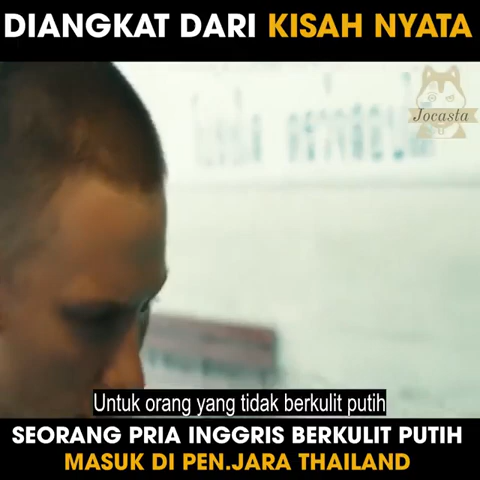 DIANGKAT DARI KISAH NYATA
Jocasta
Untuk orang yang tidak berkulit putih
SEORANG PRIA INGGRIS BERKULIT PUTIH
MASUK DI PEN.JARA THAILAND